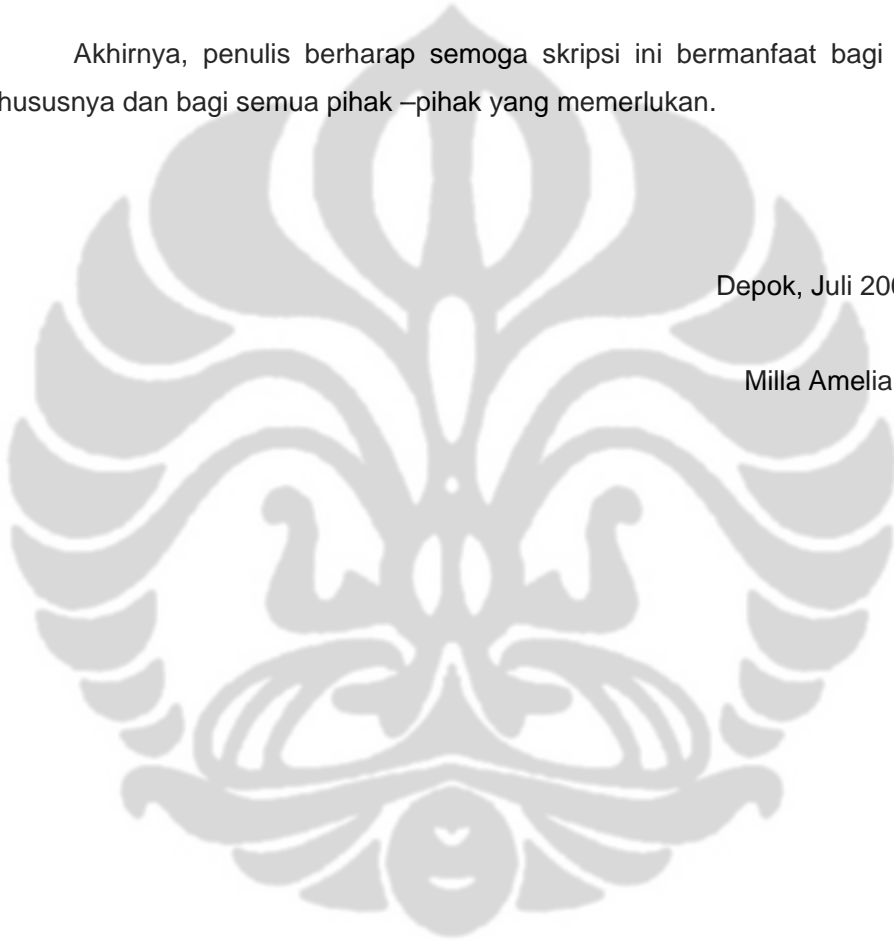 Akhirnya, penulis berharap semoga skripsi ini bermanfaat bagi
hususnya dan bagi semua pihak –pihak yang memerlukan.
Depok, Juli 200
Milla Amelia